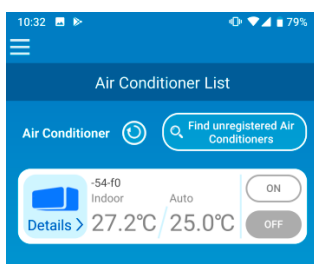 10:32 79%
Air Conditioner List
Air Conditioner
Find unregistered Air
Conditioners
-54-f0
Indoor Auto
27.2℃ 25.0℃
Details >
ON
OFF